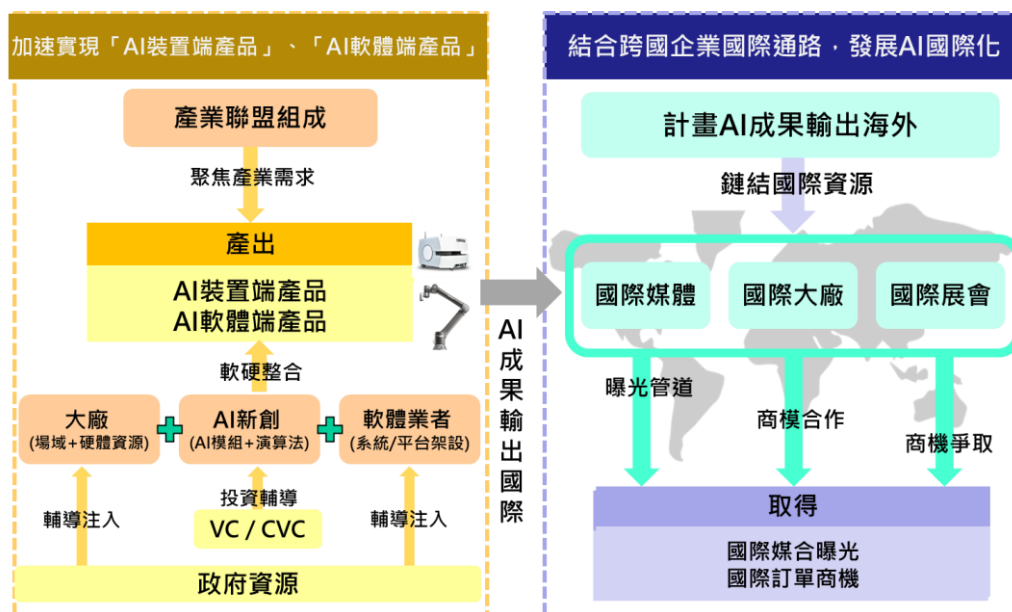 加速實現「AI裝置端產品」、「AI軟體端產品」
產業聯盟組成
聚焦產業需求
產出
AI裝置端產品
AI軟體端產品
軟硬整合
大廠
(場域+硬體資源)
AI新創
(AI模組+演算法)
軟體業者
(系統/平台架設)
輔導注入
投資輔導
輔導注入
VC / CVC
政府資源
AI成果輸出國際
結合跨國企業國際通路，發展AI國際化
計畫AI成果輸出海外
鏈結國際資源
國際媒體
國際大廠
國際展會
曝光管道
商模合作
商機爭取
取得
國際媒合曝光
國際訂單商機